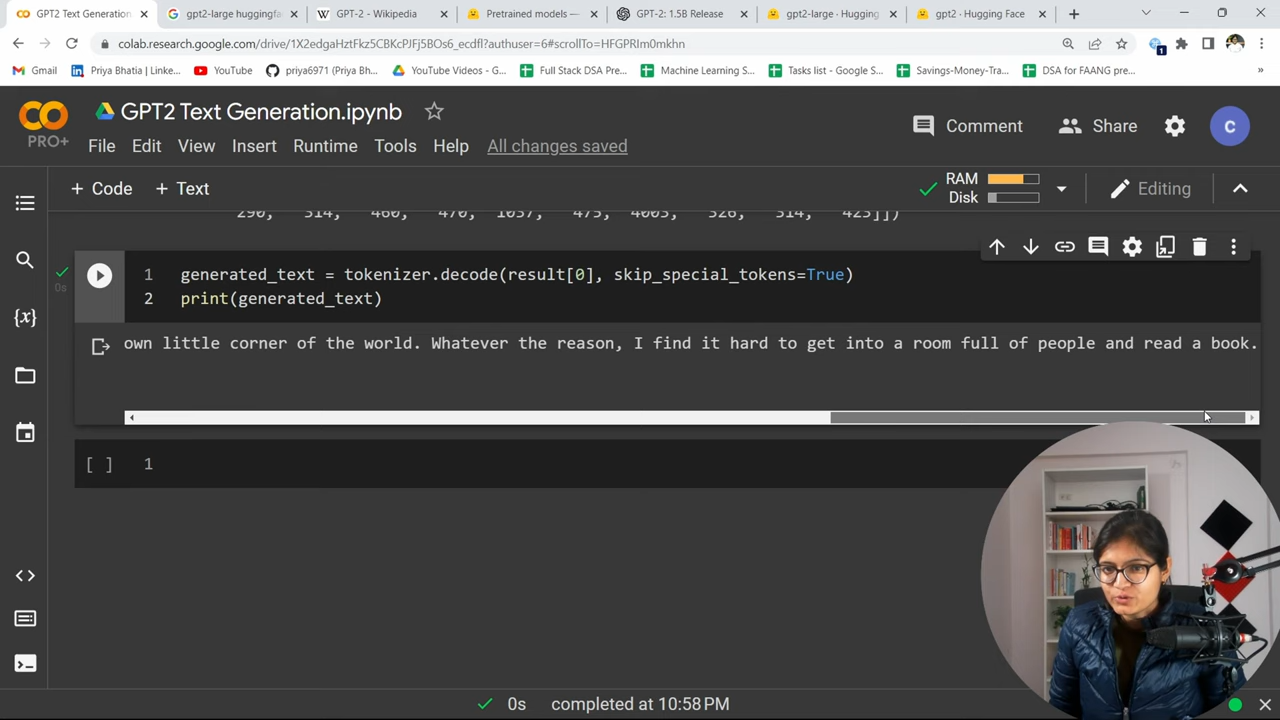 GPT2 Text Generation.
gpt2-large huggingfa
GPT-2 - Wikipedia
Pretrained models —
GPT-2: 1.5B Release
gpt2-large · Hugging
gpt2 · Hugging Face
colab.research.google.com/drive/1X2edgaHztFkz5CBKcPJFj5BOs6_ecdfl?authuser=6#scrollTo=HFGPRIm0mkhn
1
Gmail
Priya Bhatia | Linke...
YouTube
priya6971 (Priya Bh...
YouTube Videos - G...
Full Stack DSA Pre...
Machine Learning S...
Tasks list - Google S...
Savings-Money-Tra...
DSA for FAANG pre...
»
CO
PRO+
GPT2 Text Generation.ipynb
Comment
Share
C
File Edit View Insert Runtime Tools Help All changes saved
+ Code + Text
RAM
Disk
Editing
290, 314, 460, 470, 1037, 475, 4003, 326, 314, 423]])
1 generated_text = tokenizer.decode(result[0], skip_special_tokens=True)
0s
2 print(generated_text)
own little corner of the world. Whatever the reason, I find it hard to get into a room full of people and read a book.
[ ] 1
{x}
0s completed at 10:58 PM